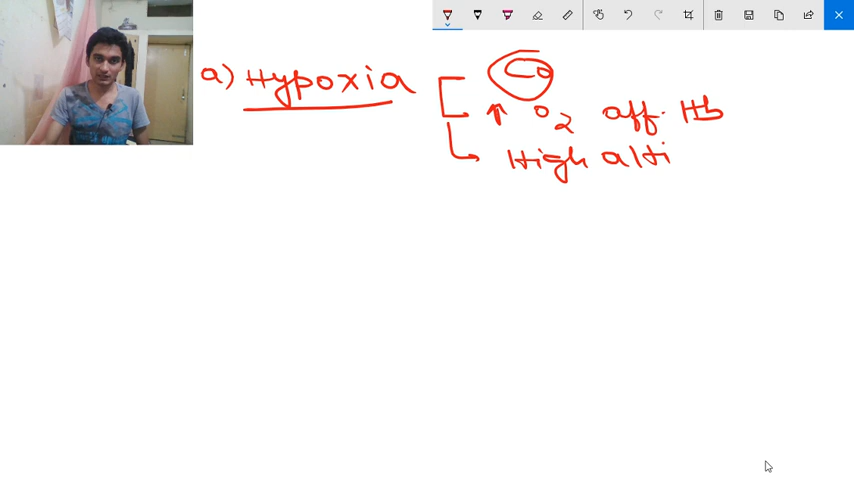 a) Hypoxia
CO
↑ O2 aff. Hb
High alti